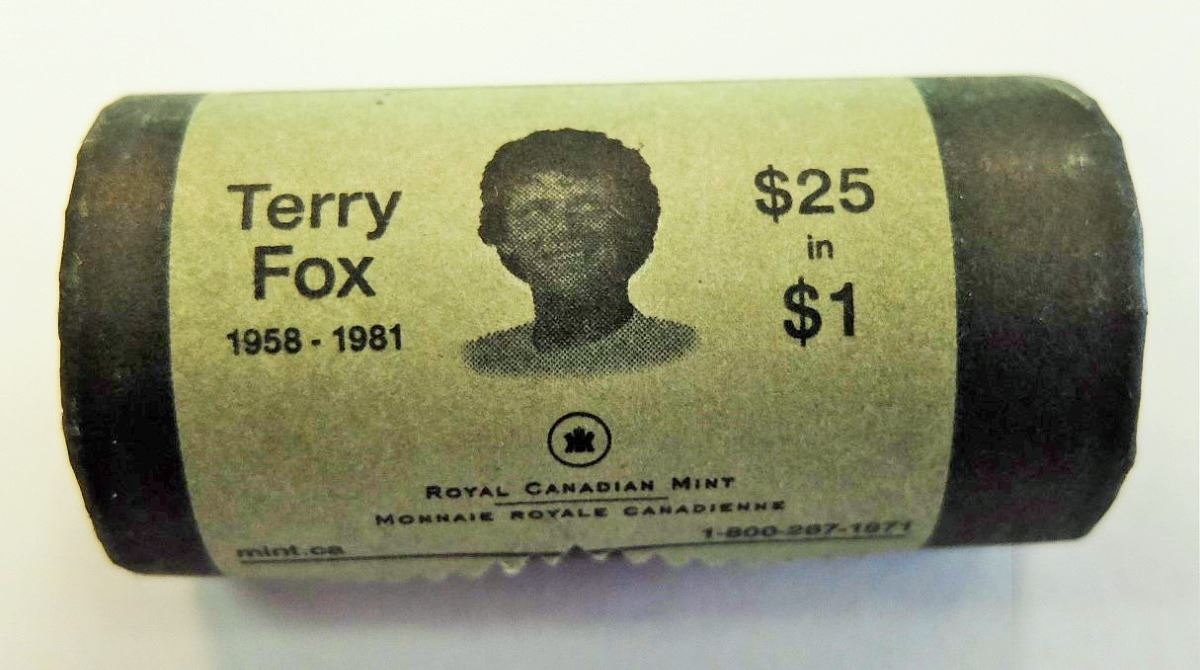 Terry
Fox
1958 - 1981
$25
in
$1
ROYAL CANADIAN MINT
MONNAIE ROYALE CANADIENNE
mint.ca
1-800-267-1871